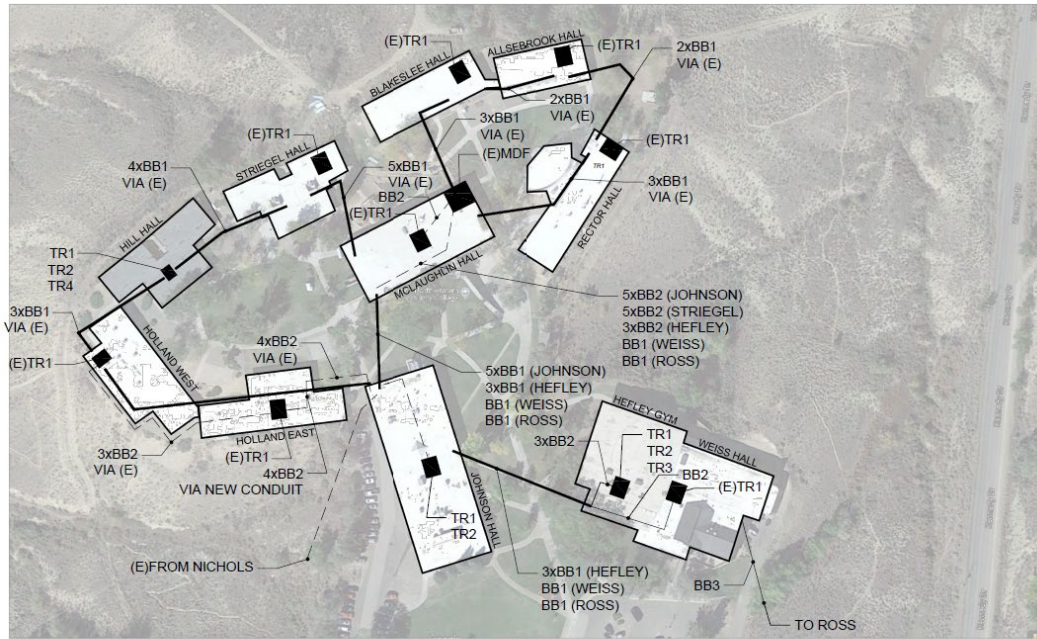 ALLSEBROOK HALL
(E)TR1
(E)TR1
2xBB1
VIA (E)
BLAKESLEE HALL
2xBB1
VIA (E)
3xBB1
VIA (E)
(E)MDF
(E)TR1
STRIEGEL HALL
4xBB1
VIA (E)
5xBB1
VIA (E)
BB2
(E)TR1
(E)TR1
TR1
3xBB1
VIA (E)
RECTOR HALL
HILL HALL
TR1
TR2
TR4
MCLAUGHLIN HALL
5xBB2 (JOHNSON)
5xBB2 (STRIEGEL)
3xBB2 (HEFLEY)
BB1 (WEISS)
BB1 (ROSS)
3xBB1
VIA (E)
(E)TR1
HOLLAND WEST
4xBB2
VIA (E)
5xBB1 (JOHNSON)
3xBB1 (HEFLEY)
BB1 (WEISS)
BB1 (ROSS)
HOLLAND EAST
(E)TR1
3xBB2
VIA (E)
4xBB2
VIA NEW CONDUIT
HEFLEY GYM
WEISS HALL
3xBB2
TR1
TR2
TR3
BB2
(E)TR1
JOHNSON HALL
TR1
TR2
(E)FROM NICHOLS
3xBB1 (HEFLEY)
BB1 (WEISS)
BB1 (ROSS)
BB3
TO ROSS